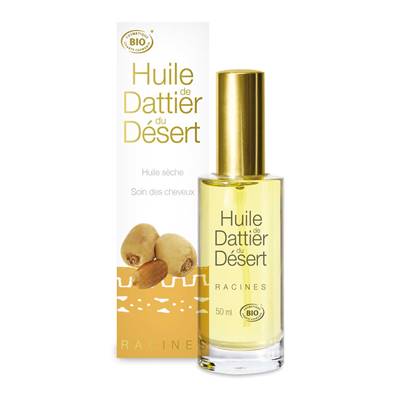 COSMÉTIQUE
BIO
Huile
de
Dattier
du
Désert
Huile sèche
Soin des cheveux
RACINES
Huile
de
Dattier
du
Désert
RACINES
50 ml
BIO